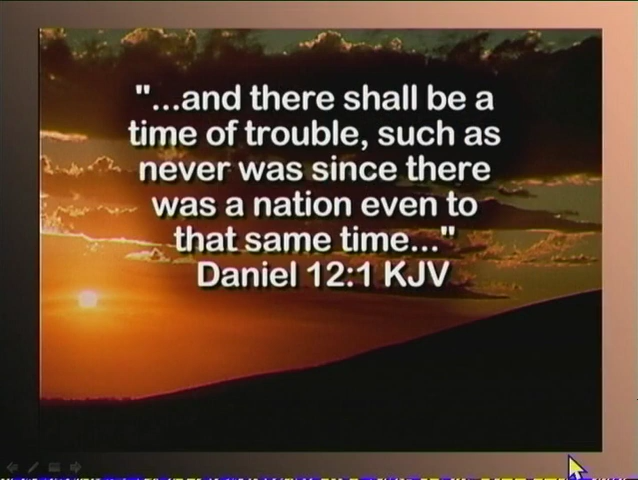 "...and there shall be a
time of trouble, such as
never was since there
was a nation even to
that same time..."
Daniel 12:1 KJV